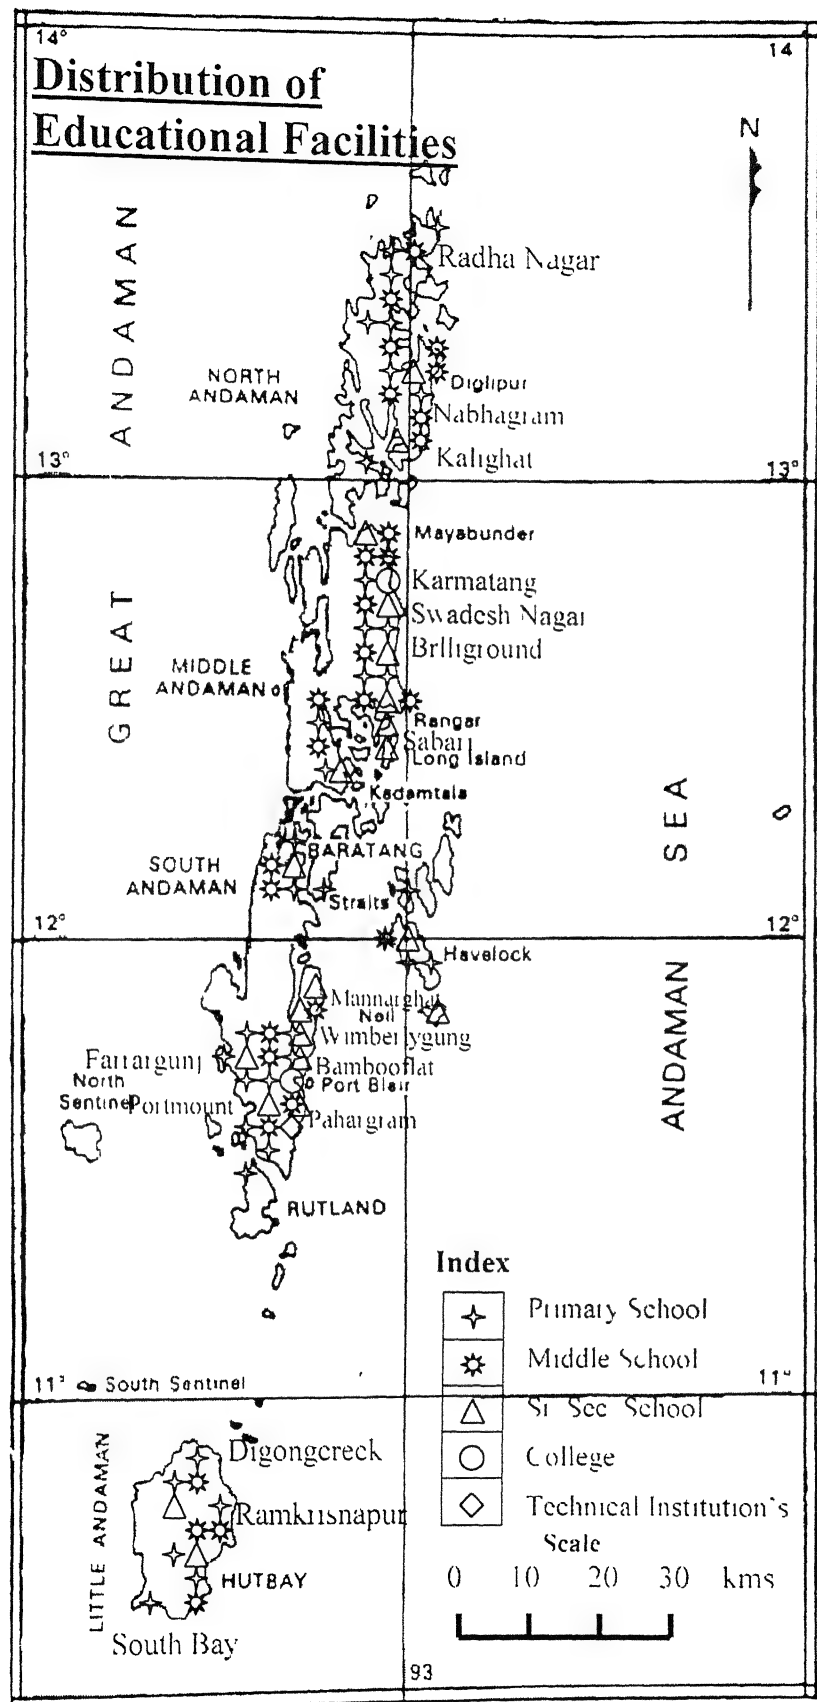 14°
14
Distribution of
Educational Facilities
N
GREAT ANDAMAN
Radha Nagar
NORTH
ANDAMAN
Diglipur
Nabhagram
Kalighat
13°
13°
Mayabunder
Karmatang
Swadesh Nagar
Brlliground
MIDDLE
ANDAMAN
Rangar
Sabari
Long Island
Kadamtala
ANDAMAN SEA
BARATANG
SOUTH
ANDAMAN
Straits
12°
12°
Havelock
Mannarghat
Neil
Wimberlygung
Farrargunj
Bambooflat
North
Sentinel
Port Blair
Portmount
Pahargram
RUTLAND
Index
Primary School
Middle School
Sr Sec School
College
Technical Institution's
Scale
0 10 20 30 kms
11°
South Sentinel
11°
LITTLE ANDAMAN
Digongcreek
Ramkrisnapur
HUTBAY
South Bay
93